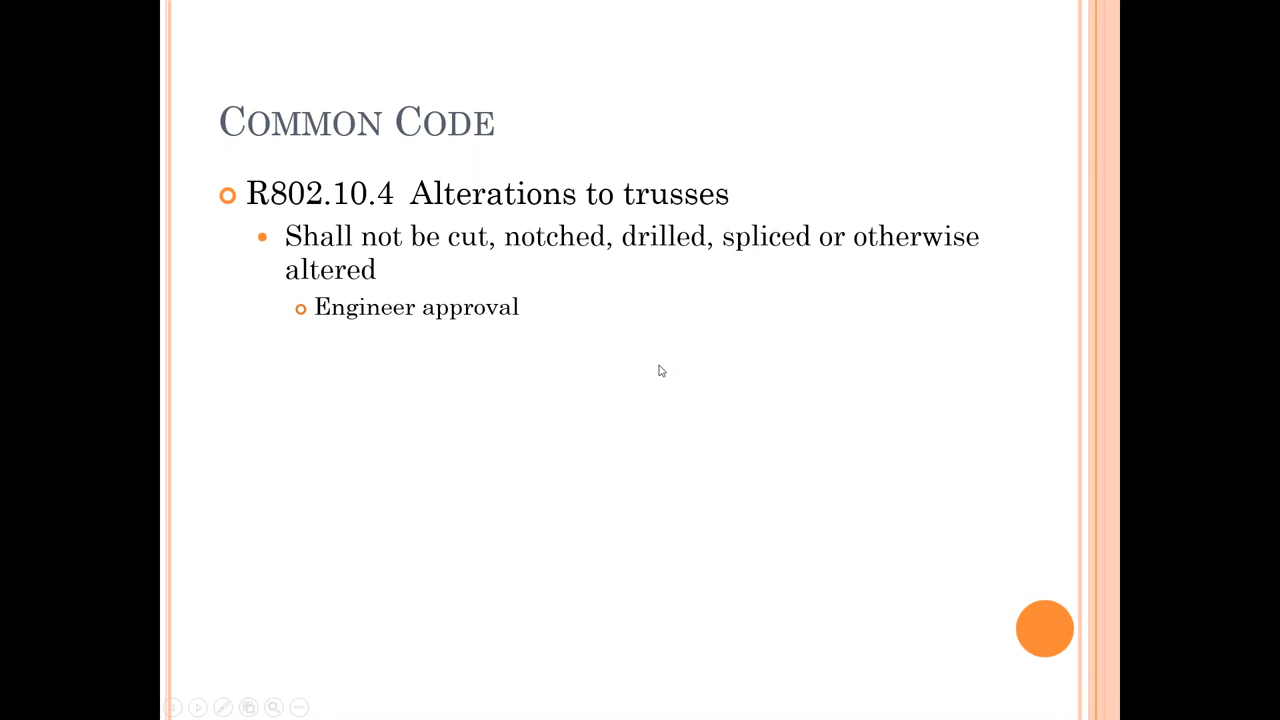 Common Code
R802.10.4 Alterations to trusses
Shall not be cut, notched, drilled, spliced or otherwise
altered
Engineer approval